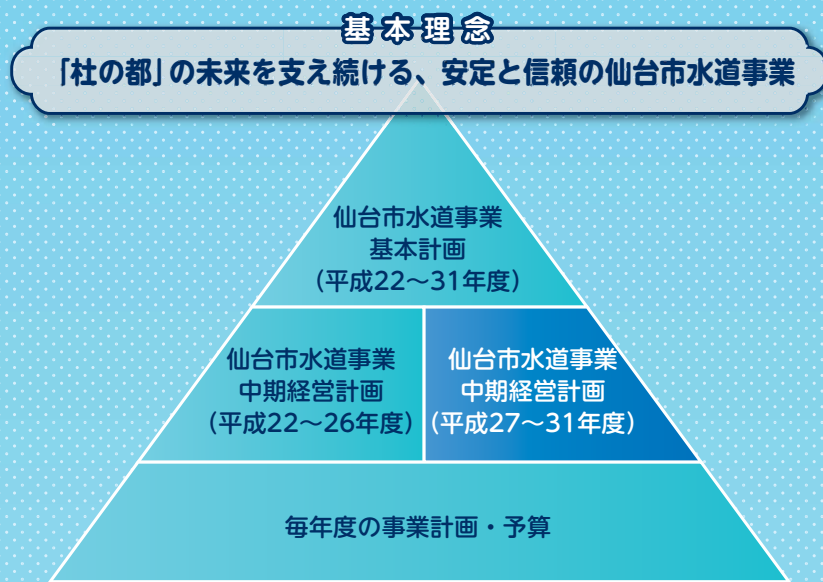 基本理念
「杜の都」の未来を支え続ける、安定と信頼の仙台市水道事業
仙台市水道事業
基本計画
（平成22〜31年度）
仙台市水道事業
中期経営計画
（平成22〜26年度）
仙台市水道事業
中期経営計画
（平成27〜31年度）
毎年度の事業計画・予算